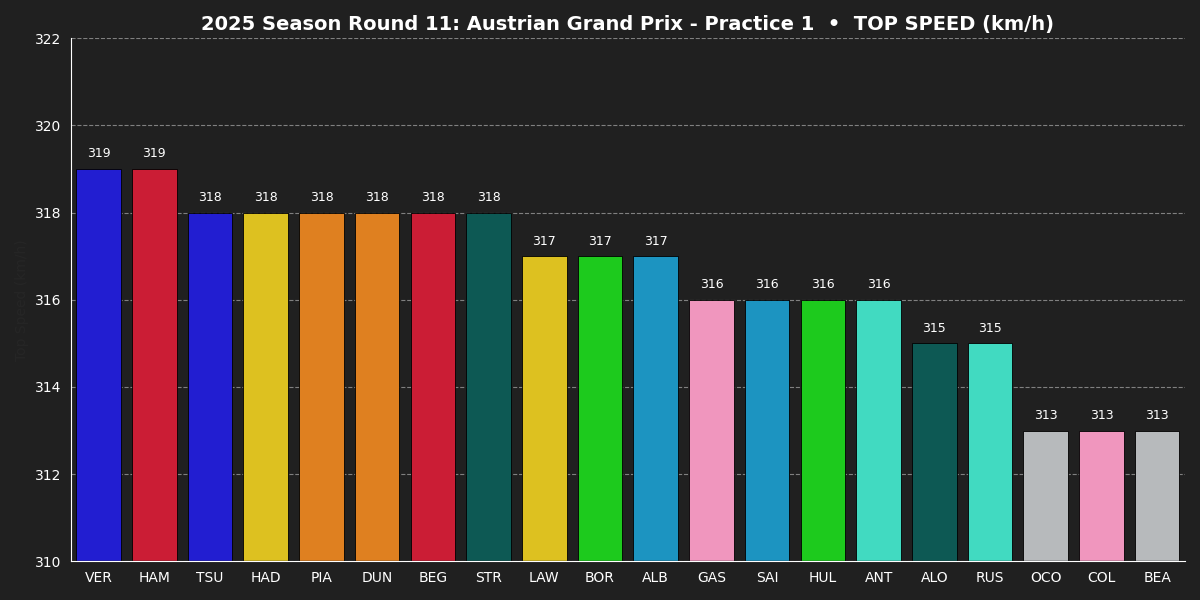 2025 Season Round 11: Austrian Grand Prix - Practice 1 • TOP SPEED (km/h)
322
320
318
316
314
312
310
319 319 318 318 318 318 318 318 317 317 317 316 316 316 316 315 315 313 313 313
VER HAM TSU HAD PIA DUN BEG STR LAW BOR ALB GAS SAI HUL ANT ALO RUS OCO COL BEA